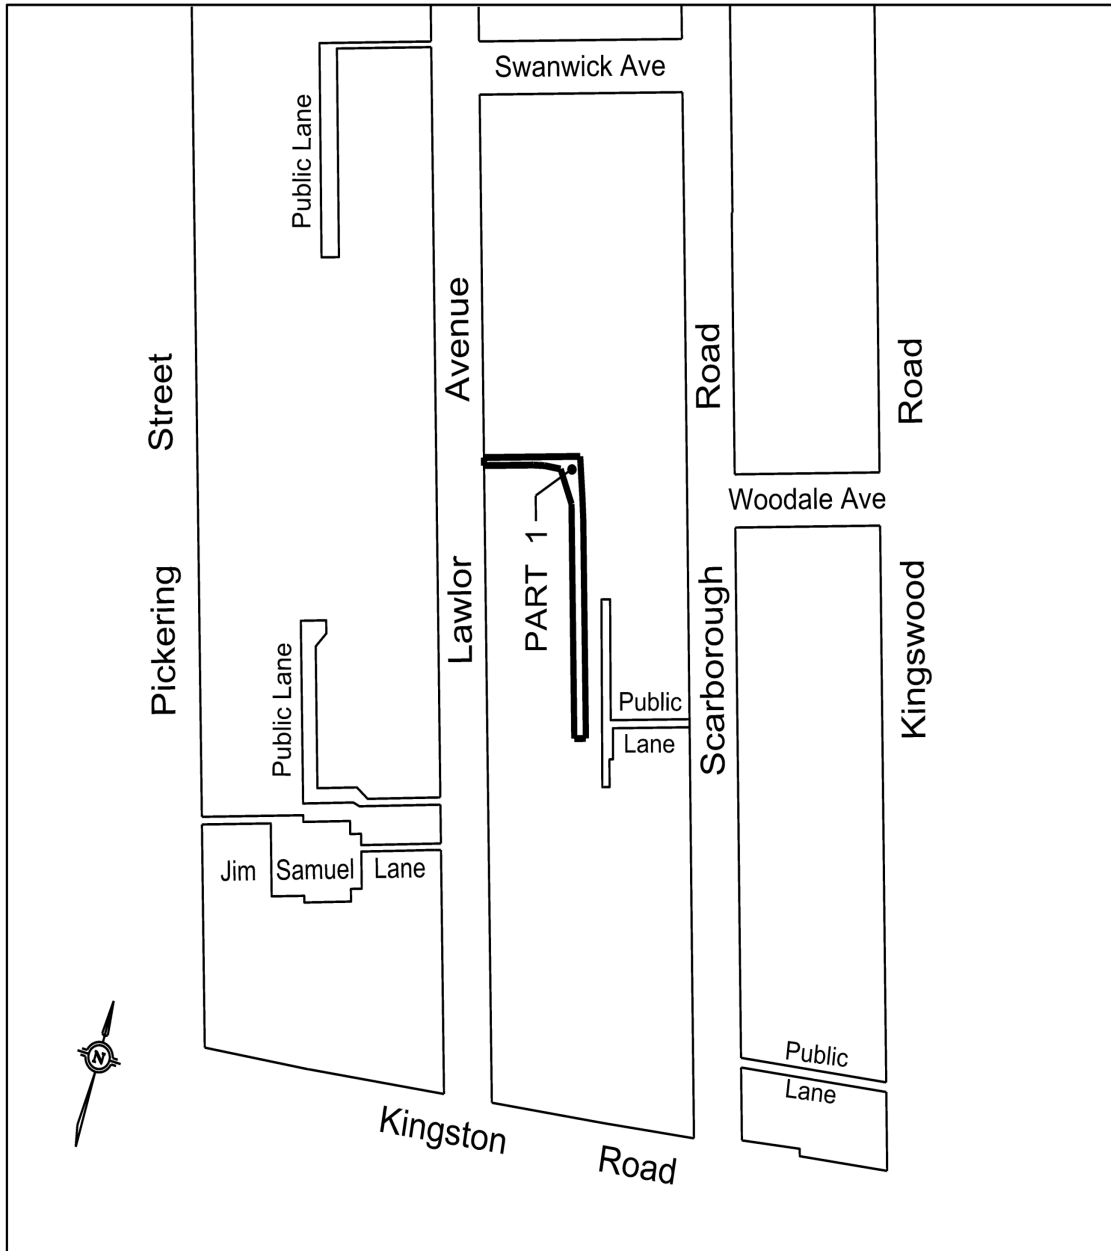 Swanwick Ave
Public Lane
Street
Avenue
Road
Road
Woodale Ave
PART 1
Pickering
Lawlor
Scarborough
Kingswood
Public Lane
Public
Lane
Jim Samuel Lane
N
Public
Lane
Kingston Road